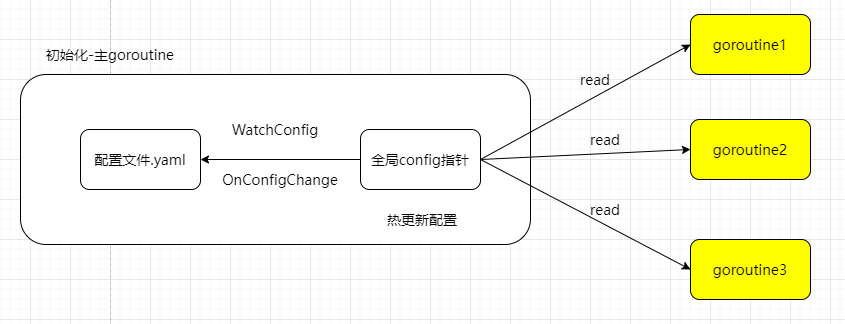 初始化-主goroutine
配置文件.yaml
WatchConfig
OnConfigChange
全局config指针
热更新配置
read
read
read
goroutine1
goroutine2
goroutine3